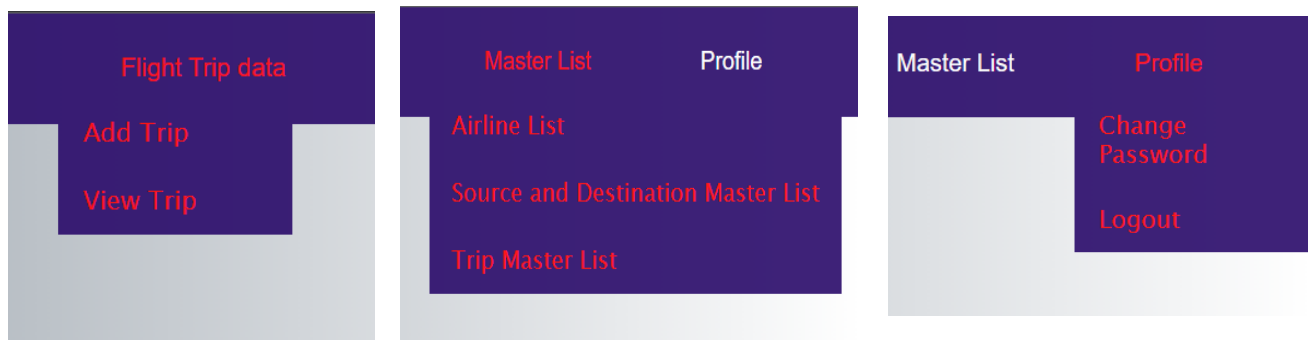 Flight Trip data
Add Trip
View Trip
Master List Profile
Airline List
Source and Destination Master List
Trip Master List
Master List Profile
Change
Password
Logout